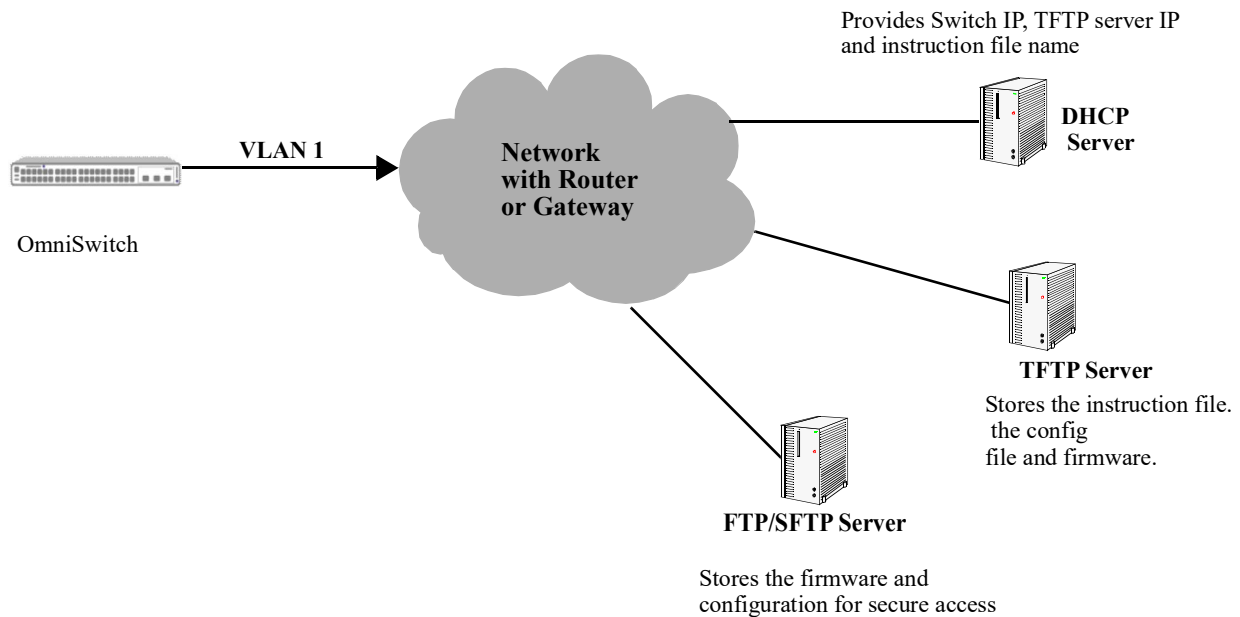 Provides Switch IP, TFTP server IP
and instruction file name
DHCP
Server
VLAN 1
Network
with Router
or Gateway
OmniSwitch
TFTP Server
Stores the instruction file.
the config
file and firmware.
FTP/SFTP Server
Stores the firmware and
configuration for secure access